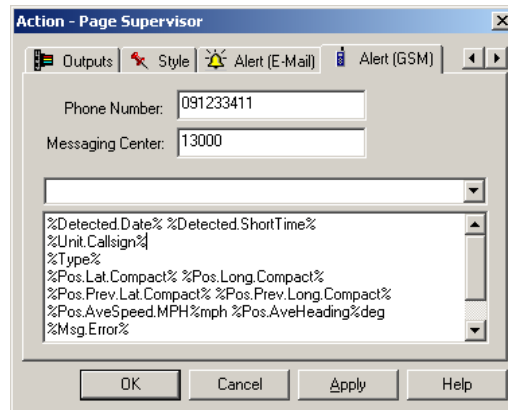 Action - Page Supervisor
Outputs Style Alert (E-Mail) Alert (GSM)
Phone Number: 091233411
Messaging Center: 13000
%Detected.Date% %Detected.ShortTime%
%Unit.Callsign%
%Type%
%Pos.Lat.Compact% %Pos.Long.Compact%
%Pos.Prev.Lat.Compact% %Pos.Prev.Long.Compact%
%Pos.AveSpeed.MPH%mph %Pos.AveHeading%deg
%Msg.Error%
OK Cancel Apply Help